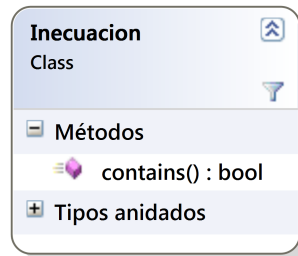 Inecuacion
Class
Métodos
contains() : bool
Tipos anidados